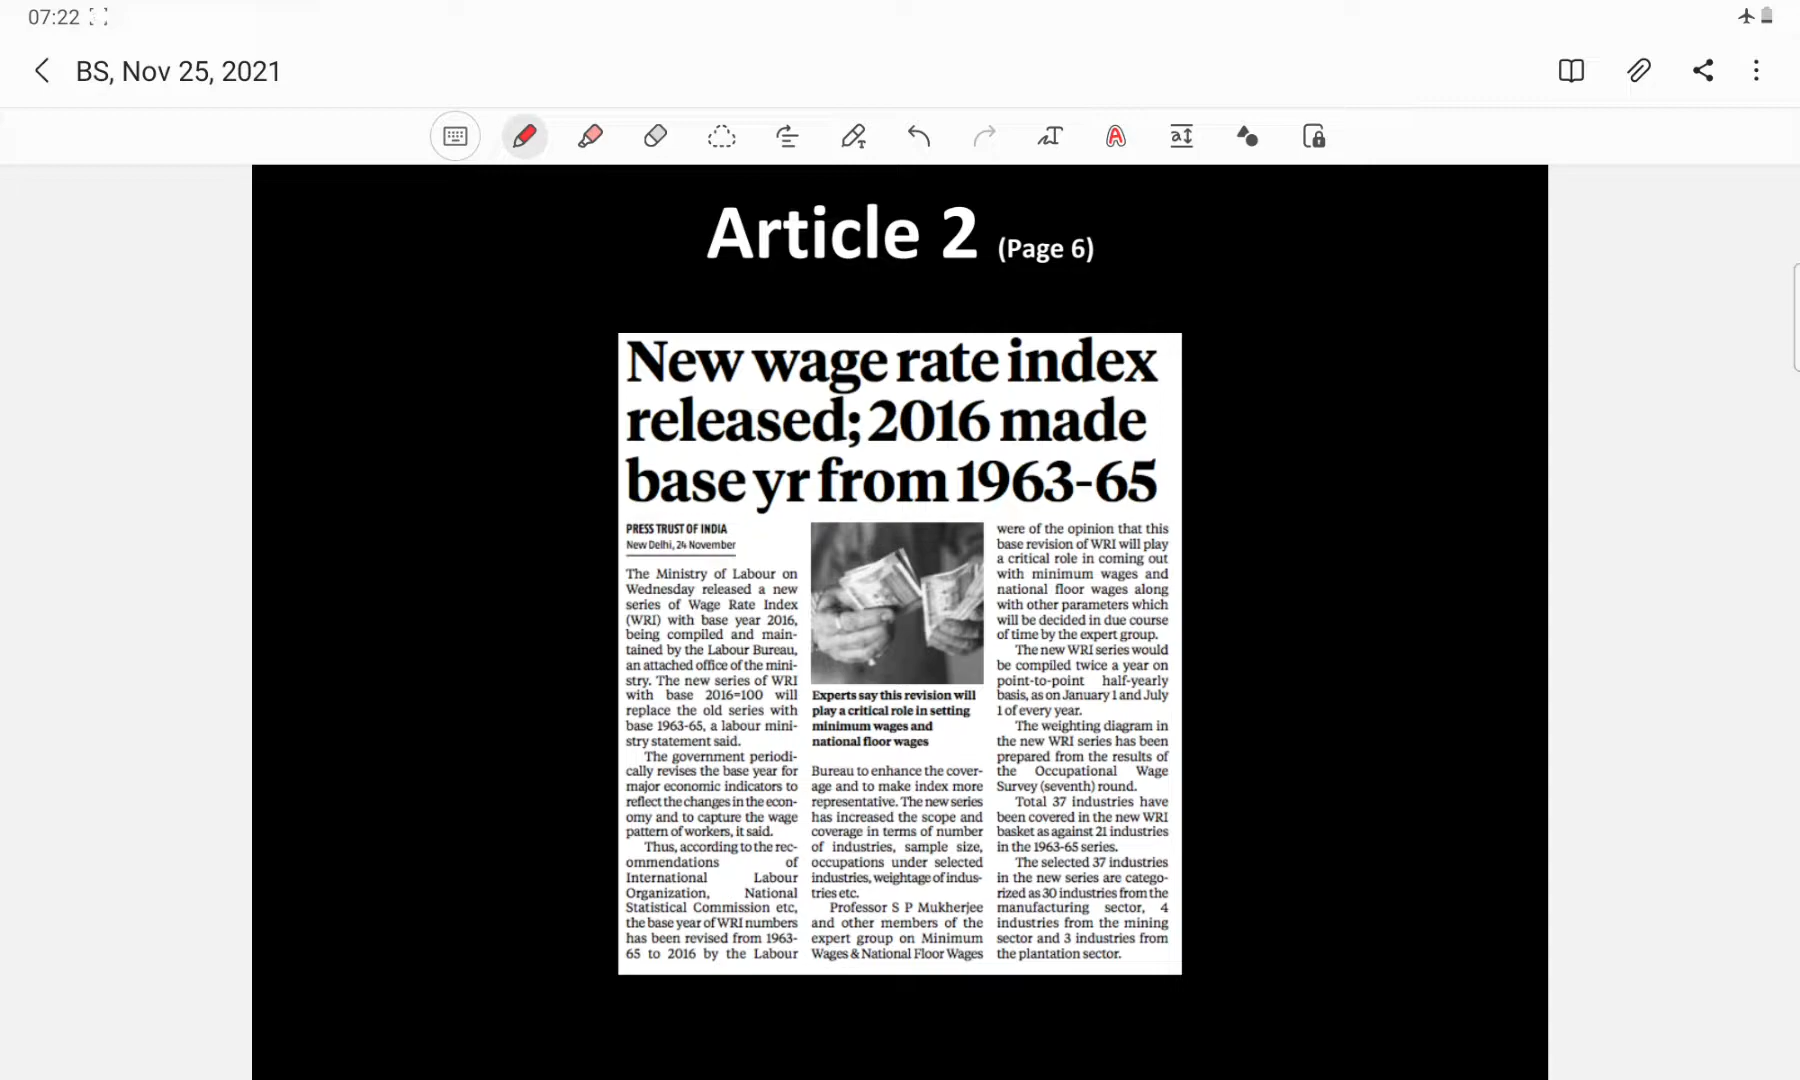 07:22
BS, Nov 25, 2021
Article 2 (Page 6)
New wage rate index
released; 2016 made
base yr from 1963-65
PRESS TRUST OF INDIA
New Delhi, 24 November
The Ministry of Labour on
Wednesday released a new
series of Wage Rate Index
(WRI) with base year 2016,
being compiled and main-
tained by the Labour Bureau,
an attached office of the mini-
stry. The new series of WRI
with base 2016=100 will
replace the old series with
base 1963-65, a labour mini-
stry statement said.
The government periodi-
cally revises the base year for
major economic indicators to
reflect the changes in the econ-
omy and to capture the wage
pattern of workers, it said.
Thus, according to the rec-
ommendations of
International Labour
Organization, National
Statistical Commission etc,
the base year of WRI numbers
has been revised from 1963-
65 to 2016 by the Labour
Experts say this revision will
play a critical role in setting
minimum wages and
national floor wages
Bureau to enhance the cover-
age and to make index more
representative. The new series
has increased the scope and
coverage in terms of number
of industries, sample size,
occupations under selected
industries, weightage of indus-
tries etc.
Professor S P Mukherjee
and other members of the
expert group on Minimum
Wages & National Floor Wages
were of the opinion that this
base revision of WRI will play
a critical role in coming out
with minimum wages and
national floor wages along
with other parameters which
will be decided in due course
of time by the expert group.
The new WRI series would
be compiled twice a year on
point-to-point half-yearly
basis, as on January 1 and July
1 of every year.
The weighting diagram in
the new WRI series has been
prepared from the results of
the Occupational Wage
Survey (seventh) round.
Total 37 industries have
been covered in the new WRI
basket as against 21 industries
in the 1963-65 series.
The selected 37 industries
in the new series are catego-
rized as 30 industries from the
manufacturing sector, 4
industries from the mining
sector and 3 industries from
the plantation sector.